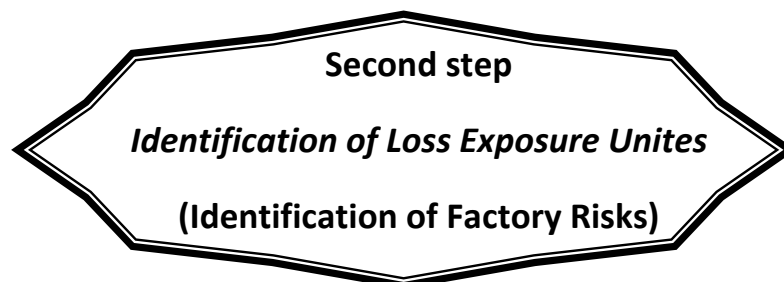 Second step
Identification of Loss Exposure Unites
(Identification of Factory Risks)